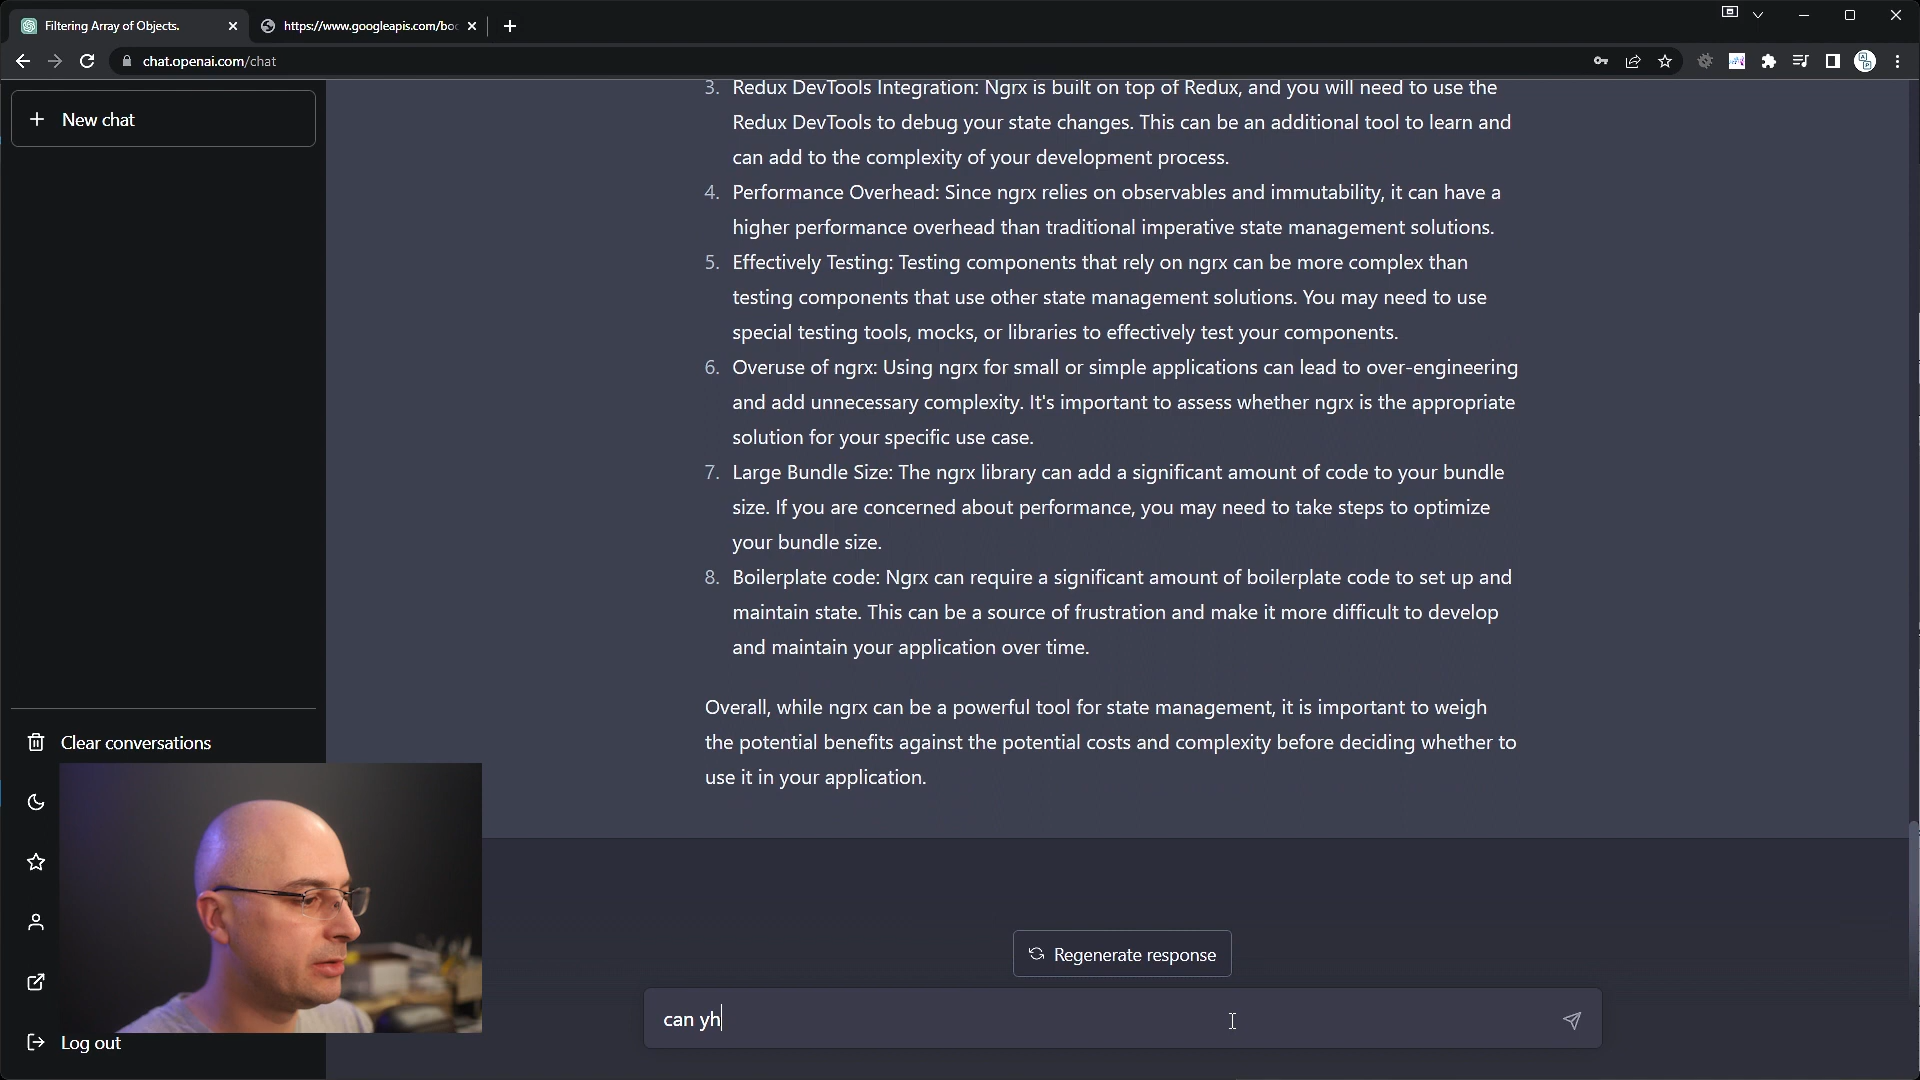 Filtering Array of Objects.
https://www.googleapis.com/boo
chat.openai.com/chat
New chat
3. Redux DevTools Integration: Ngrx is built on top of Redux, and you will need to use the
Redux DevTools to debug your state changes. This can be an additional tool to learn and
can add to the complexity of your development process.
4. Performance Overhead: Since ngrx relies on observables and immutability, it can have a
higher performance overhead than traditional imperative state management solutions.
5. Effectively Testing: Testing components that rely on ngrx can be more complex than
testing components that use other state management solutions. You may need to use
special testing tools, mocks, or libraries to effectively test your components.
6. Overuse of ngrx: Using ngrx for small or simple applications can lead to over-engineering
and add unnecessary complexity. It's important to assess whether ngrx is the appropriate
solution for your specific use case.
7. Large Bundle Size: The ngrx library can add a significant amount of code to your bundle
size. If you are concerned about performance, you may need to take steps to optimize
your bundle size.
8. Boilerplate code: Ngrx can require a significant amount of boilerplate code to set up and
maintain state. This can be a source of frustration and make it more difficult to develop
and maintain your application over time.
Overall, while ngrx can be a powerful tool for state management, it is important to weigh
the potential benefits against the potential costs and complexity before deciding whether to
use it in your application.
Clear conversations
Log out
Regenerate response
can yh